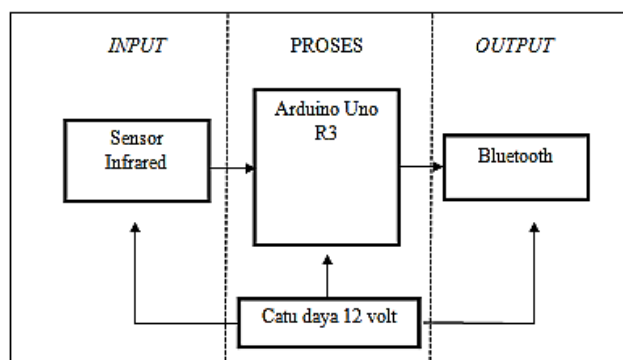 INPUT
PROSES
OUTPUT
Sensor
Infrared
Arduino Uno
R3
Bluetooth
Catu daya 12 volt